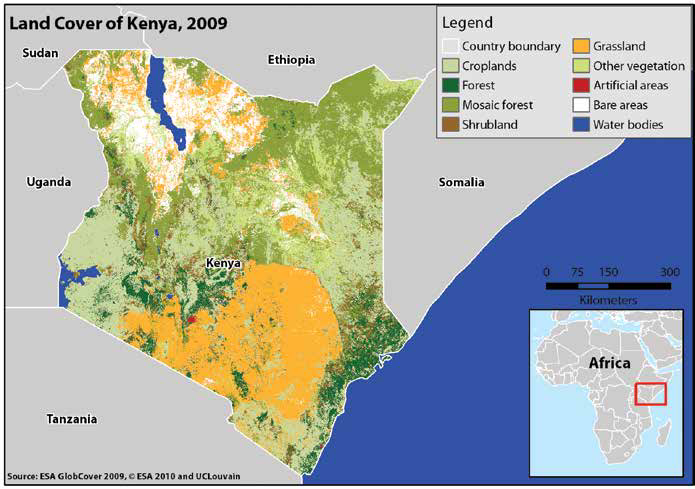 Land Cover of Kenya, 2009
Legend
Country boundary
Croplands
Forest
Mosaic forest
Shrubland
Grassland
Other vegetation
Artificial areas
Bare areas
Water bodies
Sudan
Ethiopia
Uganda
Somalia
Kenya
Tanzania
0 75 150 300
Kilometers
Africa
Source: ESA GlobCover 2009, © ESA 2010 and UCLouvain